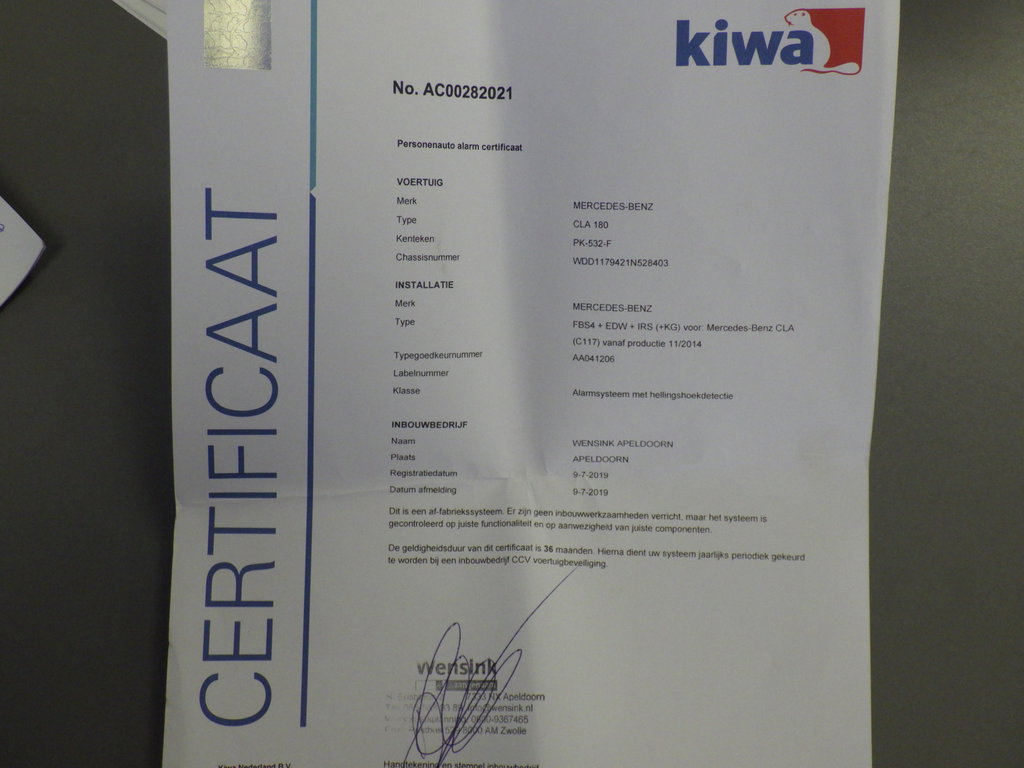 kiwa
No. AC00282021
Personenauto alarm certificaat
CERTIFICAAT
VOERTUIG
Merk MERCEDES-BENZ
Type CLA 180
Kenteken PK-532-F
Chassisnummer WDD1179421N528403
INSTALLATIE
Merk MERCEDES-BENZ
Type FBS4 + EDW + IRS (+KG) voor: Mercedes-Benz CLA
(C117) vanaf productie 11/2014
Typegoedkeurnummer AA041206
Labelnummer
Klasse Alarmsysteem met hellingshoekdetectie
INBOUWBEDRIJF
Naam WENSINK APELDOORN
Plaats APELDOORN
Registratiedatum 9-7-2019
Datum afmelding 9-7-2019
Dit is een af-fabriekssysteem. Er zijn geen inbouwwerkzaamheden verricht, maar het systeem is
gecontroleerd op juiste functionaliteit en op aanwezigheid van juiste componenten.
De geldigheidsduur van dit certificaat is 36 maanden. Hierna dient uw systeem jaarlijks periodiek gekeurd
te worden bij een inbouwbedrijf CCV voertuigbeveiliging.
wensink
Apeldoorn
info@wensink.nl
8000 AM Zwolle
Kiwa Nederland B.V.
Handtekening en stempel inbouwbedrijf